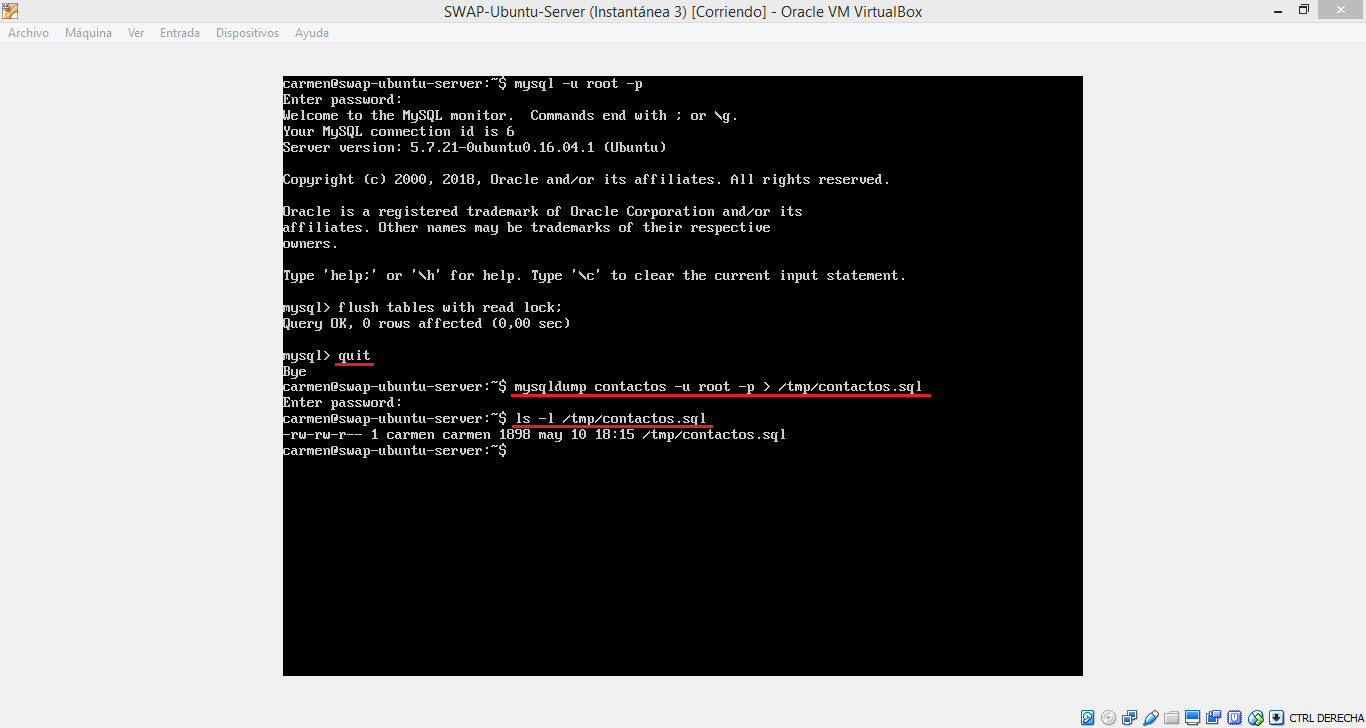 SWAP-Ubuntu-Server (Instantánea 3) [Corriendo] - Oracle VM VirtualBox
Archivo Máquina Ver Entrada Dispositivos Ayuda
carmen@swap-ubuntu-server:~$ mysql -u root -p
Enter password:
Welcome to the MySQL monitor.  Commands end with ; or \g.
Your MySQL connection id is 6
Server version: 5.7.21-0ubuntu0.16.04.1 (Ubuntu)
Copyright (c) 2000, 2018, Oracle and/or its affiliates. All rights reserved.
Oracle is a registered trademark of Oracle Corporation and/or its
affiliates. Other names may be trademarks of their respective
owners.
Type 'help;' or '\h' for help. Type '\c' to clear the current input statement.
mysql> flush tables with read lock;
Query OK, 0 rows affected (0,00 sec)
mysql> quit
Bye
carmen@swap-ubuntu-server:~$ mysqldump contactos -u root -p > /tmp/contactos.sql
Enter password:
carmen@swap-ubuntu-server:~$ ls -l /tmp/contactos.sql
-rw-rw-r-- 1 carmen carmen 1898 may 10 18:15 /tmp/contactos.sql
carmen@swap-ubuntu-server:~$
CTRL DERECHA